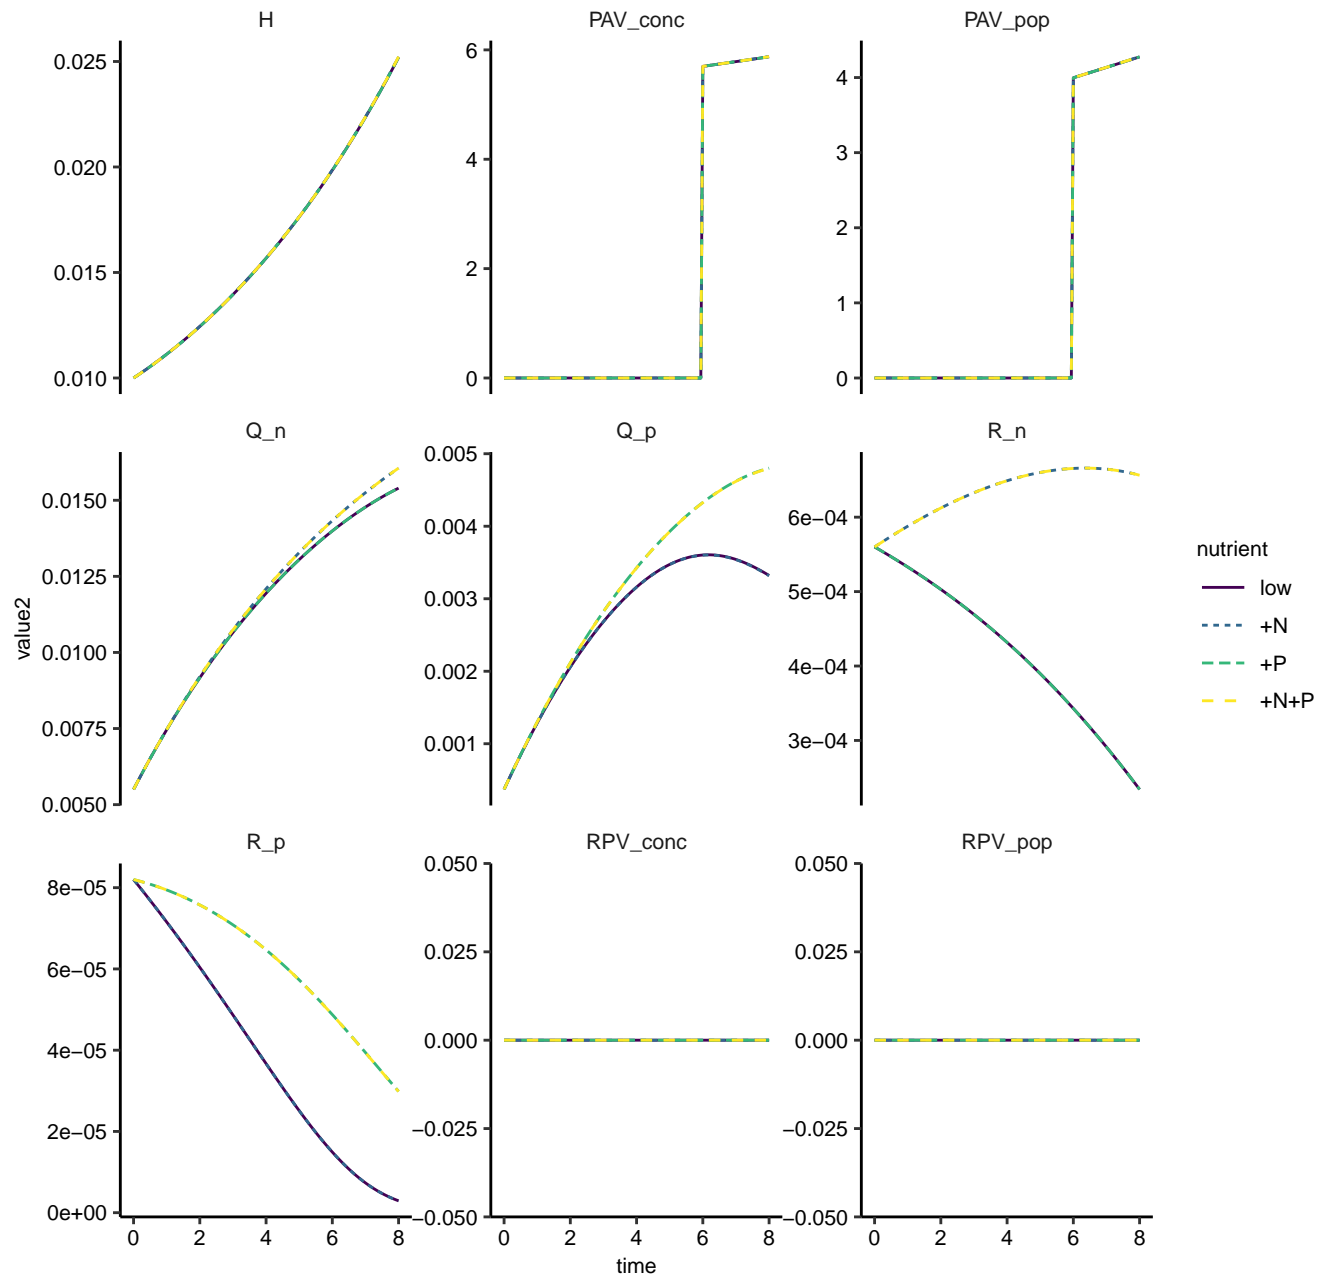 H
PAV_conc
PAV_pop
0.025
0.020
0.015
0.010
6
4
2
0
4
3
2
1
0
Q_n
Q_p
R_n
0.0150
0.0125
0.0100
0.0075
0.0050
0.005
0.004
0.003
0.002
0.001
6e−04
5e−04
4e−04
3e−04
value2
nutrient
low
+N
+P
+N+P
R_p
RPV_conc
RPV_pop
8e−05
6e−05
4e−05
2e−05
0e+00
0.050
0.025
0.000
−0.025
−0.050
0.050
0.025
0.000
−0.025
−0.050
0 2 4 6 8
0 2 4 6 8
0 2 4 6 8
time